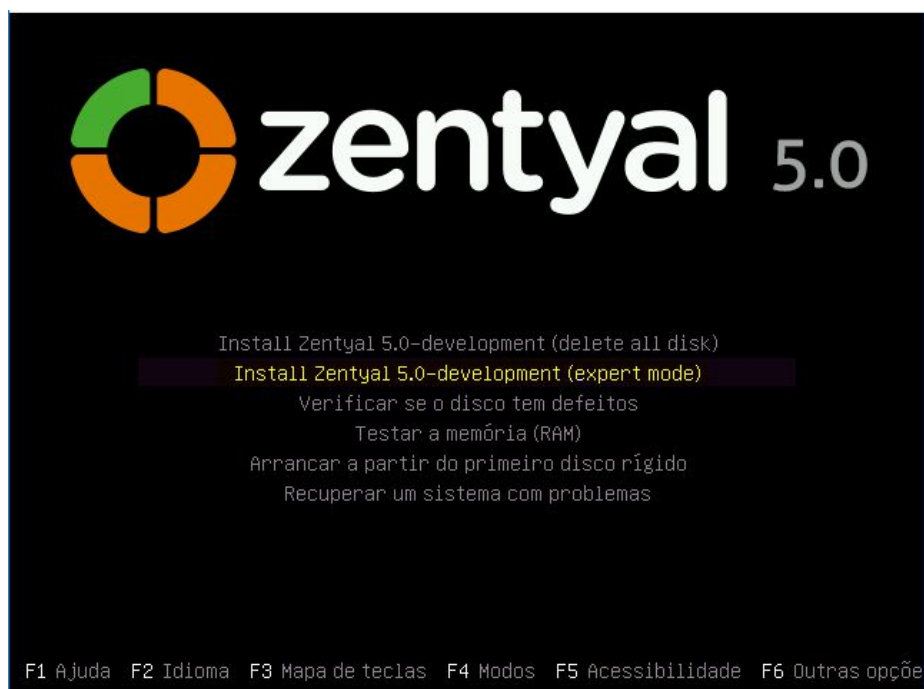 zentyal 5.0
Install Zentyal 5.0-development (delete all disk)
Install Zentyal 5.0-development (expert mode)
Verificar se o disco tem defeitos
Testar a memória (RAM)
Arrancar a partir do primeiro disco rígido
Recuperar um sistema com problemas
F1 Ajuda F2 Idioma F3 Mapa de teclas F4 Modos F5 Acessibilidade F6 Outras opçõe